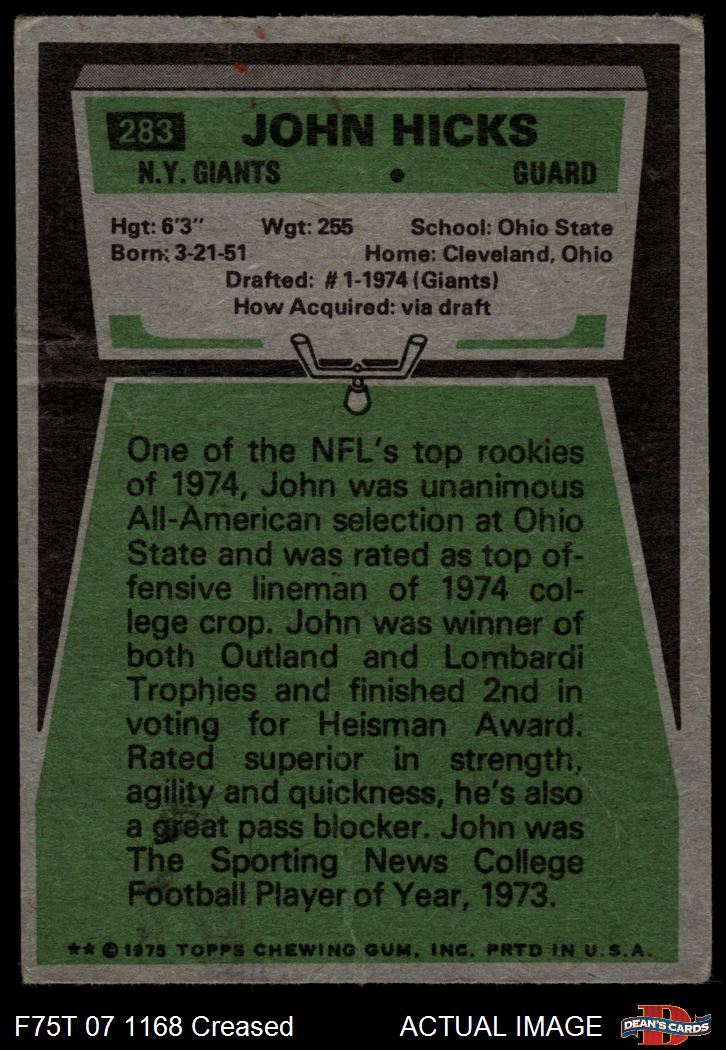 283 JOHN HICKS
N.Y. GIANTS • GUARD
Hgt: 6'3" Wgt: 255 School: Ohio State
Born: 3-21-51 Home: Cleveland, Ohio
Drafted: #1-1974 (Giants)
How Acquired: via draft
One of the NFL's top rookies
of 1974, John was unanimous
All-American selection at Ohio
State and was rated as top of-
fensive lineman of 1974 col-
lege crop. John was winner of
both Outland and Lombardi
Trophies and finished 2nd in
voting for Heisman Award.
Rated superior in strength,
agility and quickness, he's also
a great pass blocker. John was
The Sporting News College
Football Player of Year, 1973.
★★ © 1975 TOPPS CHEWING GUM, INC. PRTD IN U.S.A.
F75T 07 1168 Creased ACTUAL IMAGE
D
DEAN'S CARDS